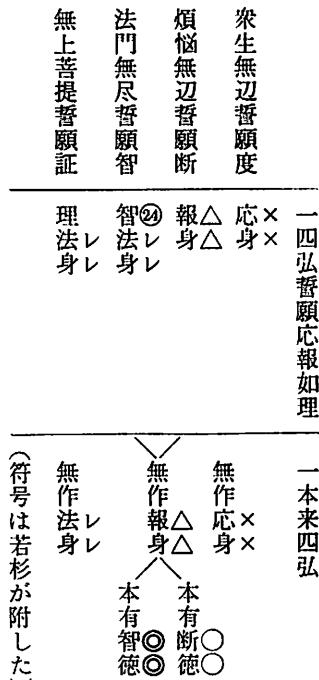 衆生無辺誓願度
煩悩無辺誓願断
法門無尽誓願智
無上菩提誓願証
一四弘誓願応報如理
応×身×
報△身△
智㉔法レ身レ
理法レ身レ
一本来四弘
無作応×身×
無作報△身△
無作法レ身レ
本有断○徳○
本有智◎徳◎
(符号は若杉が附した